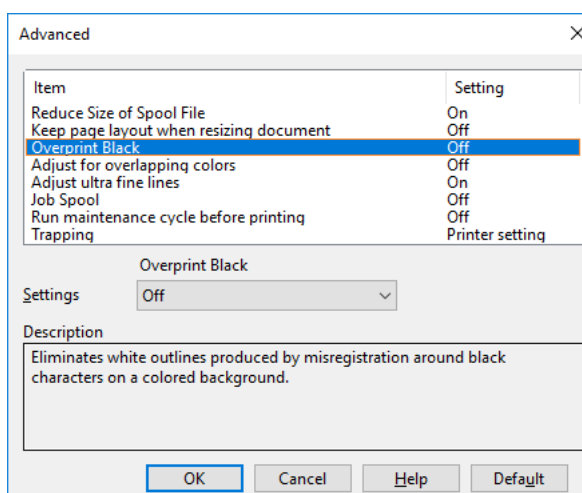 Advanced
Item Setting
Reduce Size of Spool File On
Keep page layout when resizing document Off
Overprint Black Off
Adjust for overlapping colors Off
Adjust ultra fine lines On
Job Spool Off
Run maintenance cycle before printing Off
Trapping Printer setting
Overprint Black
Settings Off
Description
Eliminates white outlines produced by misregistration around black
characters on a colored background.
OK Cancel Help Default